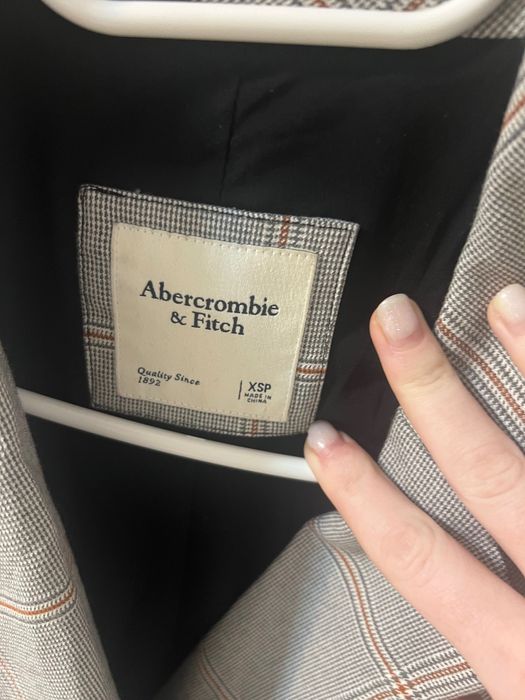 Abercrombie
& Fitch
Quality Since
1892
XSP
MADE IN
CHINA